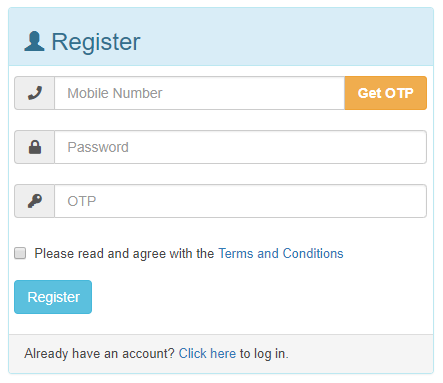 Register
Mobile Number Get OTP
Password
OTP
Please read and agree with the Terms and Conditions
Register
Already have an account? Click here to log in.